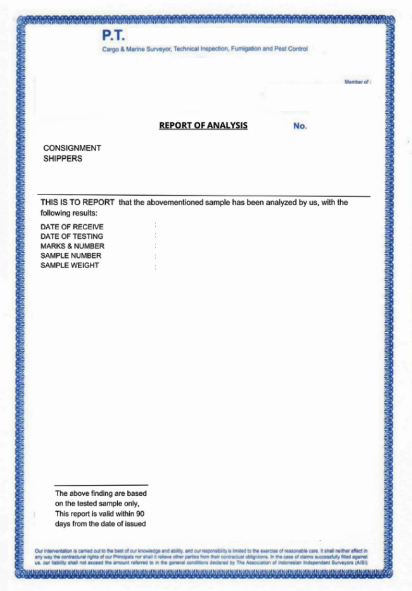 P.T.
Cargo & Marine Surveyor, Technical Inspection, Fumigation and Pest Control
Member of :
REPORT OF ANALYSIS No.
CONSIGNMENT
SHIPPERS
THIS IS TO REPORT that the abovementioned sample has been analyzed by us, with the
following results:
DATE OF RECEIVE :
DATE OF TESTING :
MARKS & NUMBER :
SAMPLE NUMBER :
SAMPLE WEIGHT :
The above finding are based
on the tested sample only,
This report is valid within 90
days from the date of issued
Our Intervention is carried out to the best of our knowledge and ability, and our responsibility is limited to the exercise of reasonable care. It shall neither affect in
any way the contractual rights of our Principals nor shall it relieve other parties from their contractual obligations. In the case of claims successfully filed against
us, our liability shall not exceed the amount referred to in the general conditions declared by The Association of Indonesian Independent Surveyors (AISI)